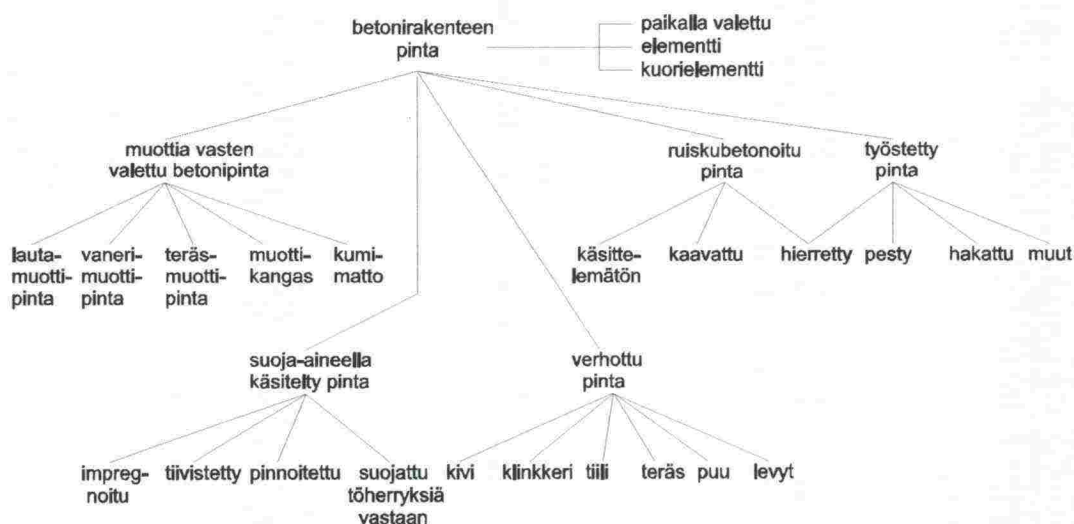 betonirakenteen
pinta
paikalla valettu
elementti
kuorielementti
muottia vasten
valettu betonipinta
ruiskubetonoitu
pinta
työstetty
pinta
lauta-
muotti-
pinta
vaneri-
muotti-
pinta
teräs-
muotti-
pinta
muotti-
kangas
kumi-
matto
käsitte-
lemätön
kaavattu
hierretty
pesty
hakattu
muut
suoja-aineella
käsitelty pinta
verhottu
pinta
impreg-
noitu
tiivistetty
pinnoitettu
suojattu
töherryksiä
vastaan
kivi
klinkkeri
tiili
teräs
puu
levyt